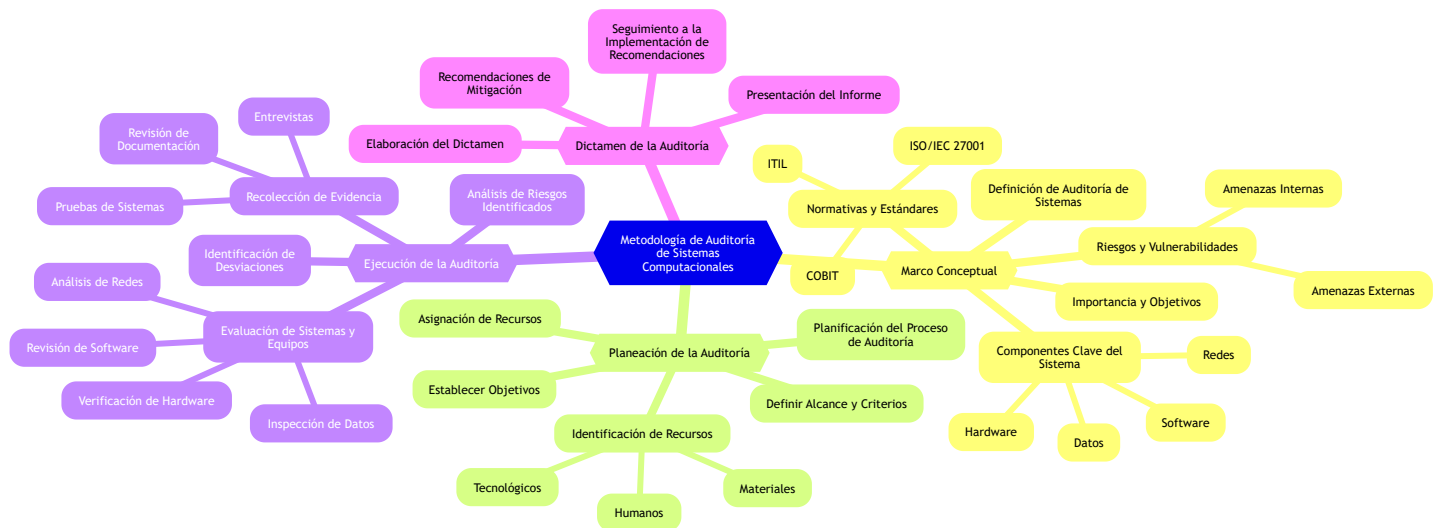 Metodología de Auditoría
de Sistemas
Computacionales
Dictamen de la Auditoría
Seguimiento a la
Implementación de
Recomendaciones
Recomendaciones de
Mitigación
Presentación del Informe
Elaboración del Dictamen
Marco Conceptual
Normativas y Estándares
ITIL
ISO/IEC 27001
COBIT
Definición de Auditoría de
Sistemas
Riesgos y Vulnerabilidades
Amenazas Internas
Amenazas Externas
Importancia y Objetivos
Componentes Clave del
Sistema
Redes
Software
Datos
Hardware
Planeación de la Auditoría
Asignación de Recursos
Planificación del Proceso
de Auditoría
Establecer Objetivos
Definir Alcance y Criterios
Identificación de Recursos
Tecnológicos
Humanos
Materiales
Ejecución de la Auditoría
Análisis de Riesgos
Identificados
Recolección de Evidencia
Entrevistas
Revisión de
Documentación
Pruebas de Sistemas
Identificación de
Desviaciones
Evaluación de Sistemas y
Equipos
Análisis de Redes
Revisión de Software
Verificación de Hardware
Inspección de Datos